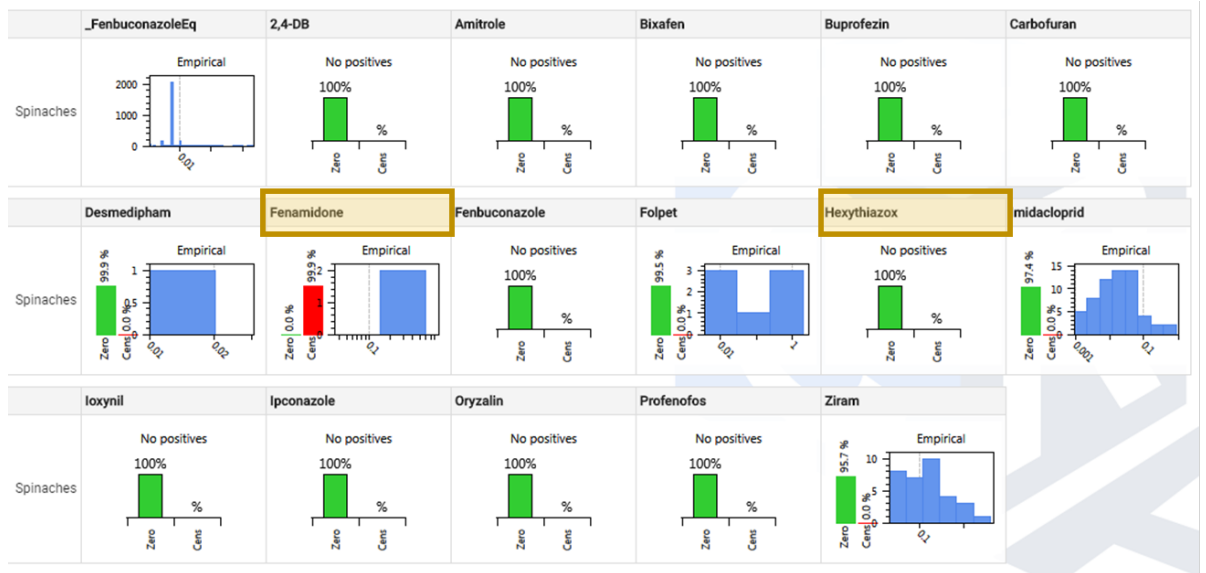 _FenbuconazoleEq 2,4-DB Amitrole Bixafen Buprofezin Carbofuran
Spinaches
Empirical
2000
1000
0
0.01
No positives
100%
%
Zero Cens
No positives
100%
%
Zero Cens
No positives
100%
%
Zero Cens
No positives
100%
%
Zero Cens
No positives
100%
%
Zero Cens
Desmedipham Fenamidone Fenbuconazole Folpet Hexythiazox midacloprid
Spinaches
99.9 %
0.0 %
Zero Cens
Empirical
1
0.5
0
0.01 0.02
0.0 %
99.9 %
Zero Cens
Empirical
2
1
0
0.1
No positives
100%
%
Zero Cens
99.5 %
0.0 %
Zero Cens
Empirical
3
2
1
0
0.01 1
No positives
100%
%
Zero Cens
97.4 %
0.0 %
Zero Cens
Empirical
15
10
5
0
0.001 0.1
Ioxynil Ipconazole Oryzalin Profenofos Ziram
Spinaches
No positives
100%
%
Zero Cens
No positives
100%
%
Zero Cens
No positives
100%
%
Zero Cens
No positives
100%
%
Zero Cens
95.7 %
0.0 %
Zero Cens
Empirical
10
5
0
0.1